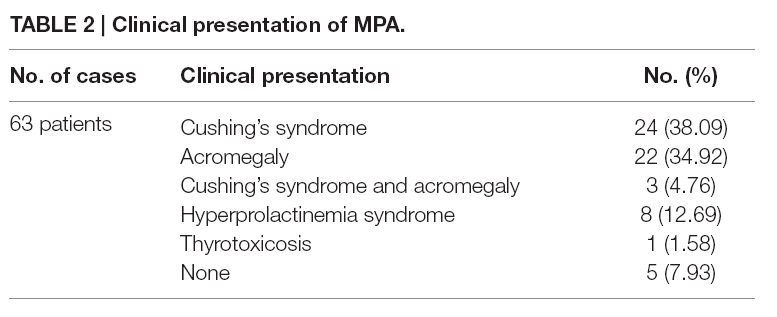 TABLE 2 | Clinical presentation of MPA.
No. of cases Clinical presentation No. (%)
63 patients Cushing's syndrome 24 (38.09)
Acromegaly 22 (34.92)
Cushing's syndrome and acromegaly 3 (4.76)
Hyperprolactinemia syndrome 8 (12.69)
Thyrotoxicosis 1 (1.58)
None 5 (7.93)